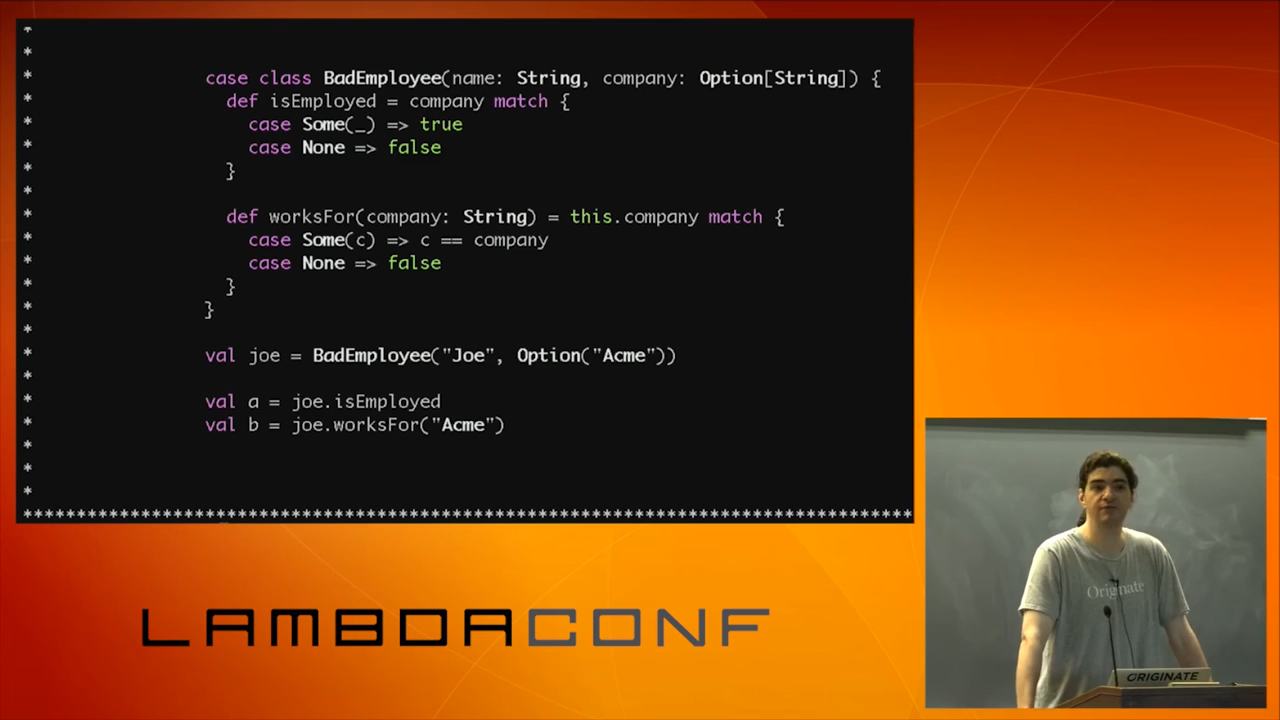 *
*
* case class BadEmployee(name: String, company: Option[String]) {
* def isEmployed = company match {
* case Some(_) => true
* case None => false
* }
*
* def worksFor(company: String) = this.company match {
* case Some(c) => c == company
* case None => false
* }
* }
*
* val joe = BadEmployee("Joe", Option("Acme"))
*
* val a = joe.isEmployed
* val b = joe.worksFor("Acme")
*
*
*
***********************************************************************************
LAMBDACONF
Originate
ORIGINATE